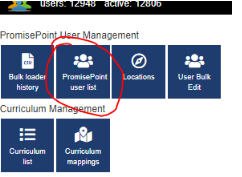 users: 12948 active: 12806
PromisePoint User Management
CSV
Bulk loader
history
PromisePoint
user list
Locations
User Bulk
Edit
Curriculum Management
Curriculum
list
Curriculum
mappings